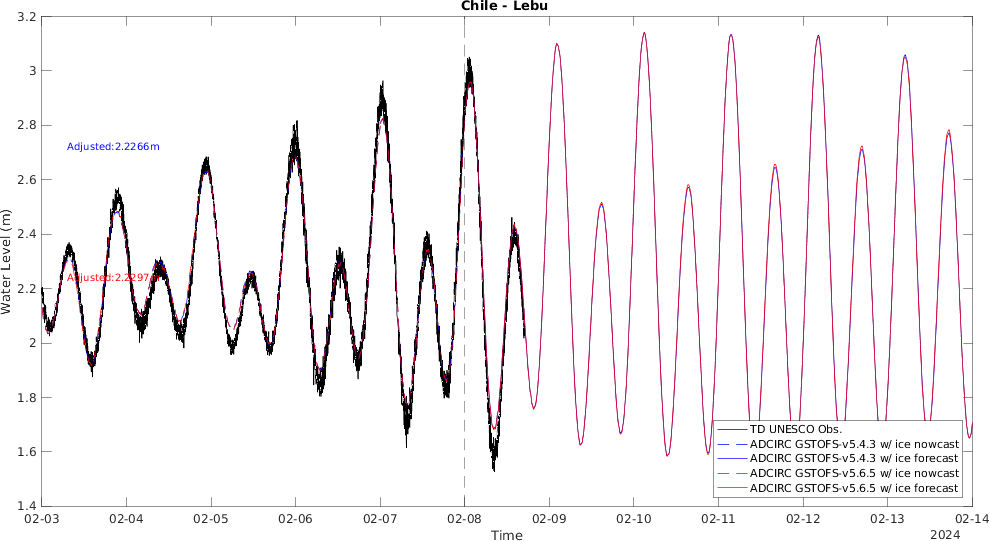 Chile - Lebu
3.2
3
2.8
2.6
2.4
2.2
2
1.8
1.6
1.4
Water Level (m)
Adjusted:2.2266m
Adjusted:2.2297
TD UNESCO Obs.
ADCIRC GSTOFS-v5.4.3 w/ ice nowcast
ADCIRC GSTOFS-v5.4.3 w/ ice forecast
ADCIRC GSTOFS-v5.6.5 w/ ice nowcast
ADCIRC GSTOFS-v5.6.5 w/ ice forecast
02-03 02-04 02-05 02-06 02-07 02-08 02-09 02-10 02-11 02-12 02-13 02-14
Time
2024